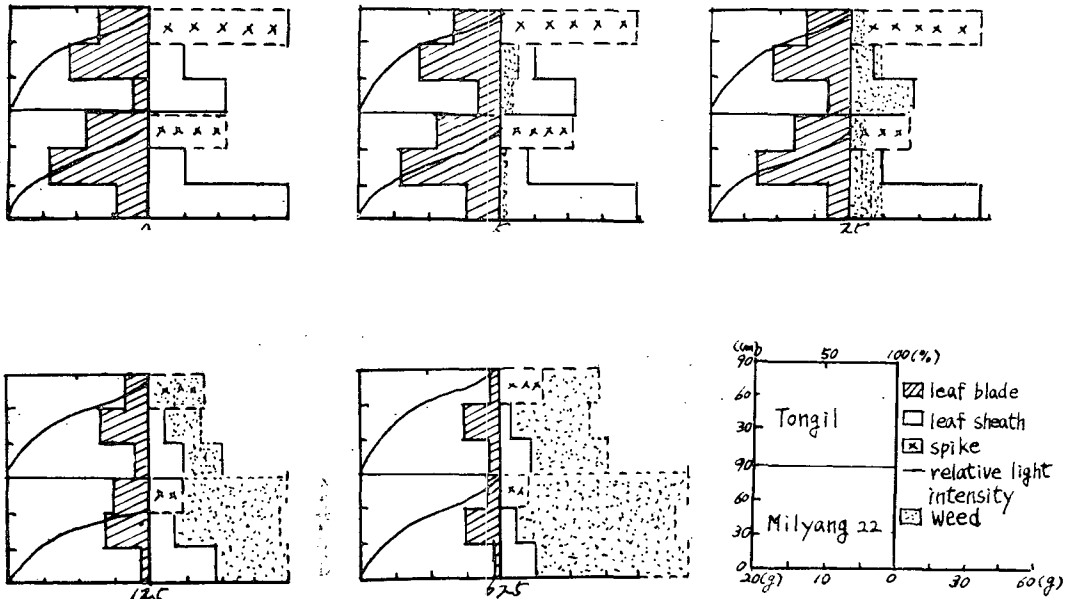 0
5
25
125
625
(cm) 50 100(%)
90
60
30
90
60
30
0
Tongil
Milyang 22
20(g) 10 0 30 60(g)
leaf blade
leaf sheath
spike
relative light
intensity
Weed